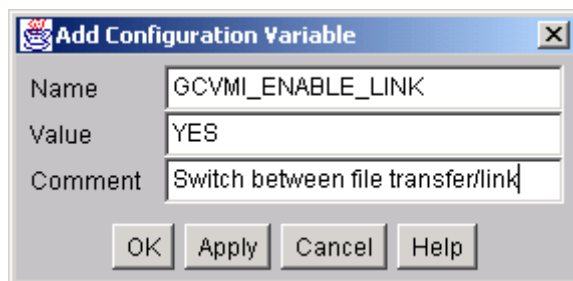 Add Configuration Variable
Name GCVMI_ENABLE_LINK
Value YES
Comment Switch between file transfer/link
OK Apply Cancel Help